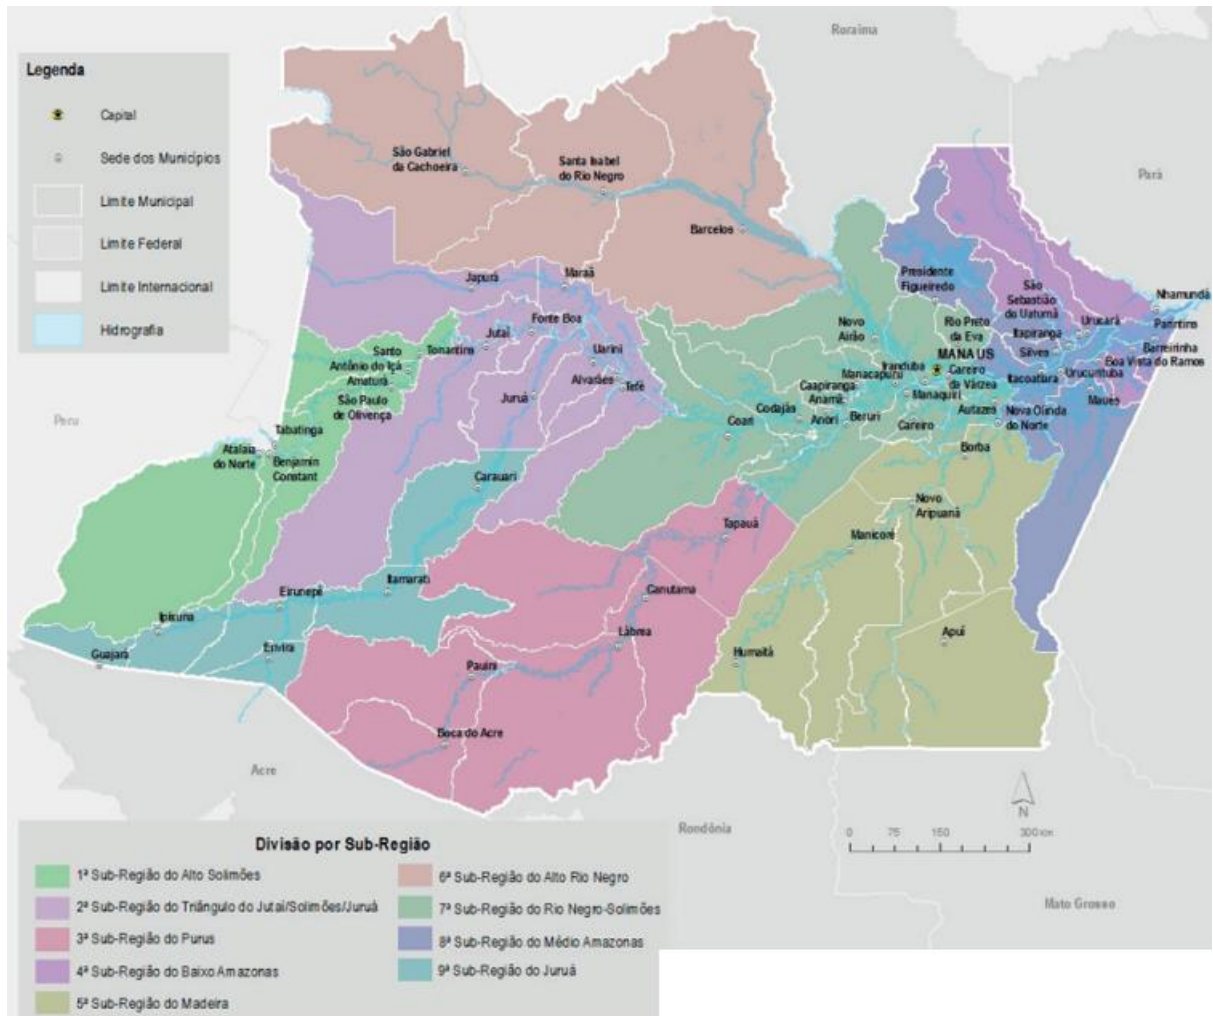 Legenda
Capital
Sede dos Municípios
Limite Municipal
Limite Federal
Limite Internacional
Hidrografia
Roraima
Pará
Peru
Acre
Rondônia
Mato Grosso
São Gabriel
da Cachoeira
Santa Isabel
do Rio Negro
Barcelos
Japurá
Maraã
Fonte Boa
Jutaí
Tonantins
Santo
Antônio do Içá
Amaturá
São Paulo
de Olivença
Tabatinga
Atalaia
do Norte
Benjamin
Constant
Uarini
Alvarães
Tefé
Juruá
Carauari
Itamarati
Eirunepé
Ipixuna
Envira
Guajará
Presidente
Figueiredo
São
Sebastião
do Uatumã
Nhamundá
Parintins
Urucará
Itapiranga
Silves
Barreirinha
Boa Vista do Ramos
Urucurituba
Itacoatiara
Maués
Rio Preto
da Eva
Novo
Airão
MANAUS
Iranduba
Careiro
da Várzea
Manacapuru
Caapiranga
Anamã
Manaquiri
Autazes
Nova Olinda
do Norte
Codajás
Anori
Beruri
Careiro
Coari
Borba
Novo
Aripuanã
Manicoré
Tapauá
Canutama
Lábrea
Humaitá
Apuí
Pauini
Boca do Acre
N
0 75 150 300 KM
Divisão por Sub-Região
1ª Sub-Região do Alto Solimões
2ª Sub-Região do Triângulo do Jutaí/Solimões/Juruá
3ª Sub-Região do Purus
4ª Sub-Região do Baixo Amazonas
5ª Sub-Região do Madeira
6ª Sub-Região do Alto Rio Negro
7ª Sub-Região do Rio Negro-Solimões
8ª Sub-Região do Médio Amazonas
9ª Sub-Região do Juruá